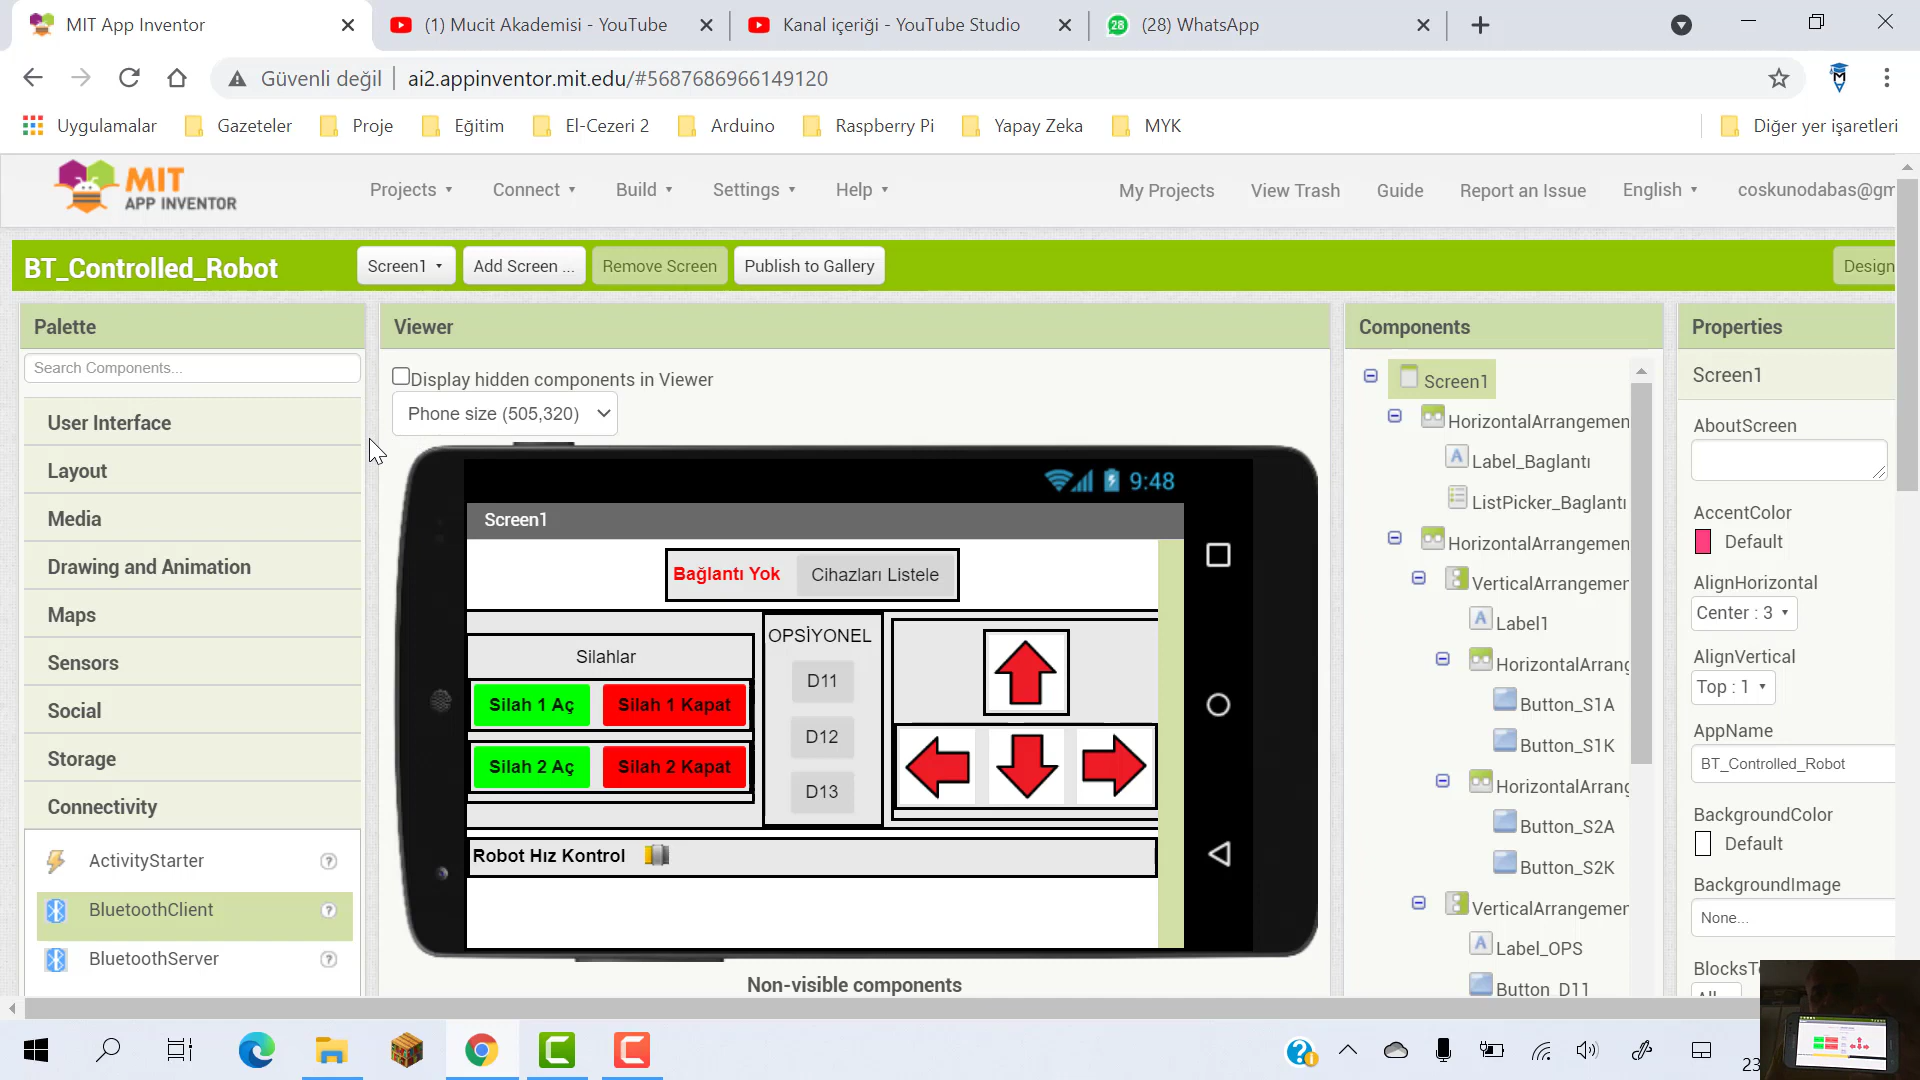 MIT App Inventor
(1) Mucit Akademisi - YouTube
Kanal içeriği - YouTube Studio
28
(28) WhatsApp
Güvenli değil
ai2.appinventor.mit.edu/#5687686966149120
Uygulamalar
Gazeteler
Proje
Eğitim
El-Cezeri 2
Arduino
Raspberry Pi
Yapay Zeka
MYK
Diğer yer işaretleri
MIT
APP INVENTOR
Projects
Connect
Build
Settings
Help
My Projects
View Trash
Guide
Report an Issue
English
coskunodabas@gm
BT_Controlled_Robot
Screen1
Add Screen ...
Remove Screen
Publish to Gallery
Design
Palette
Search Components...
User Interface
Layout
Media
Drawing and Animation
Maps
Sensors
Social
Storage
Connectivity
ActivityStarter
?
BluetoothClient
?
BluetoothServer
?
Viewer
Display hidden components in Viewer
Phone size (505,320)
9:48
Screen1
Bağlantı Yok
Cihazları Listele
Silahlar
Silah 1 Aç
Silah 1 Kapat
Silah 2 Aç
Silah 2 Kapat
OPSİYONEL
D11
D12
D13
Robot Hız Kontrol
Non-visible components
Components
Screen1
HorizontalArrangemen
Label_Baglantı
ListPicker_Baglantı
HorizontalArrangemen
VerticalArrangemer
Label1
HorizontalArrang
Button_S1A
Button_S1K
HorizontalArrang
Button_S2A
Button_S2K
VerticalArrangemer
Label_OPS
Button_D11
Properties
Screen1
AboutScreen
AccentColor
Default
AlignHorizontal
Center : 3
AlignVertical
Top : 1
AppName
BT_Controlled_Robot
BackgroundColor
Default
BackgroundImage
None...
BlocksT
All
23